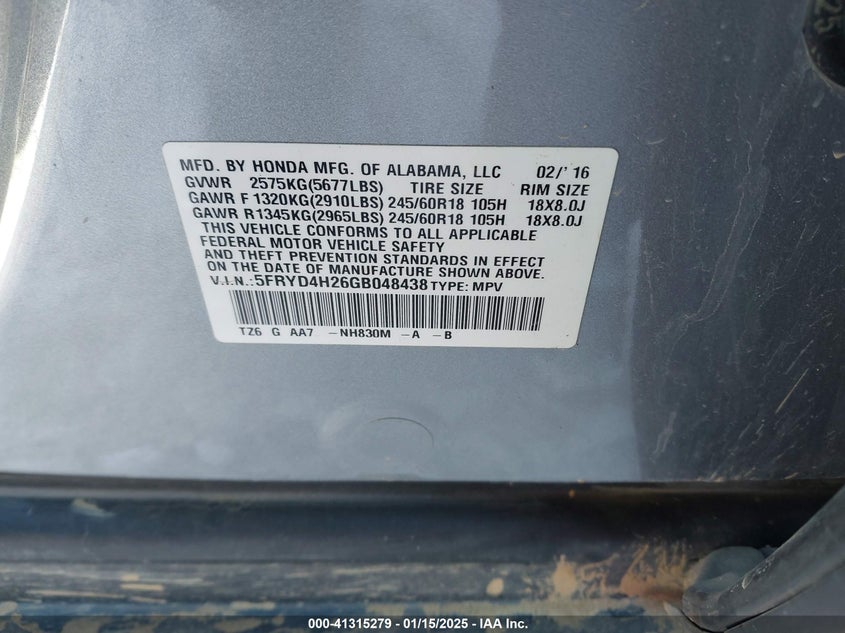 MFD. BY HONDA MFG. OF ALABAMA, LLC 02/' 16
GVWR 2575KG(5677LBS) TIRE SIZE RIM SIZE
GAWR F 1320KG(2910LBS) 245/60R18 105H 18X8.0J
GAWR R 1345KG(2965LBS) 245/60R18 105H 18X8.0J
THIS VEHICLE CONFORMS TO ALL APPLICABLE
FEDERAL MOTOR VEHICLE SAFETY
AND THEFT PREVENTION STANDARDS IN EFFECT
ON THE DATE OF MANUFACTURE SHOWN ABOVE.
V.I.N.:5FRYD4H26GB048438 TYPE: MPV
TZ6 G AA7 -NH830M -A -B
25
000-41315279 - 01/15/2025 - IAA Inc.